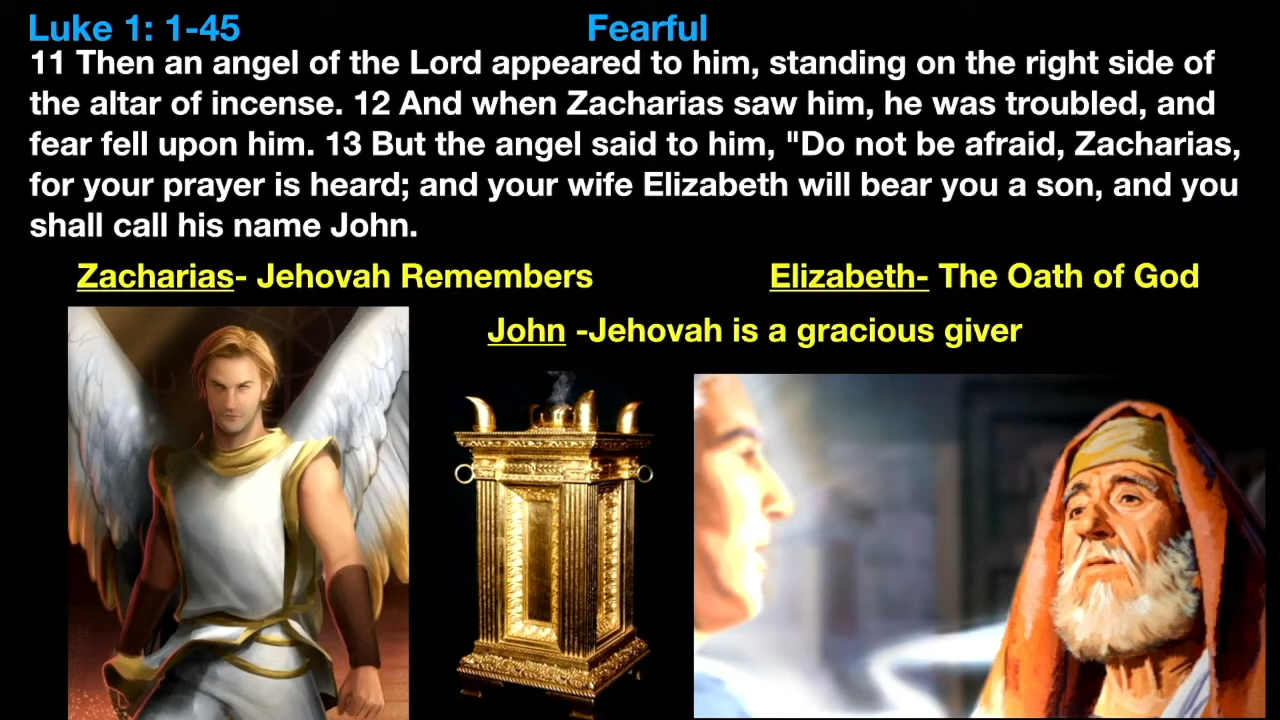 Luke 1: 1-45 Fearful
11 Then an angel of the Lord appeared to him, standing on the right side of
the altar of incense. 12 And when Zacharias saw him, he was troubled, and
fear fell upon him. 13 But the angel said to him, "Do not be afraid, Zacharias,
for your prayer is heard; and your wife Elizabeth will bear you a son, and you
shall call his name John.
Zacharias- Jehovah Remembers Elizabeth- The Oath of God
John -Jehovah is a gracious giver